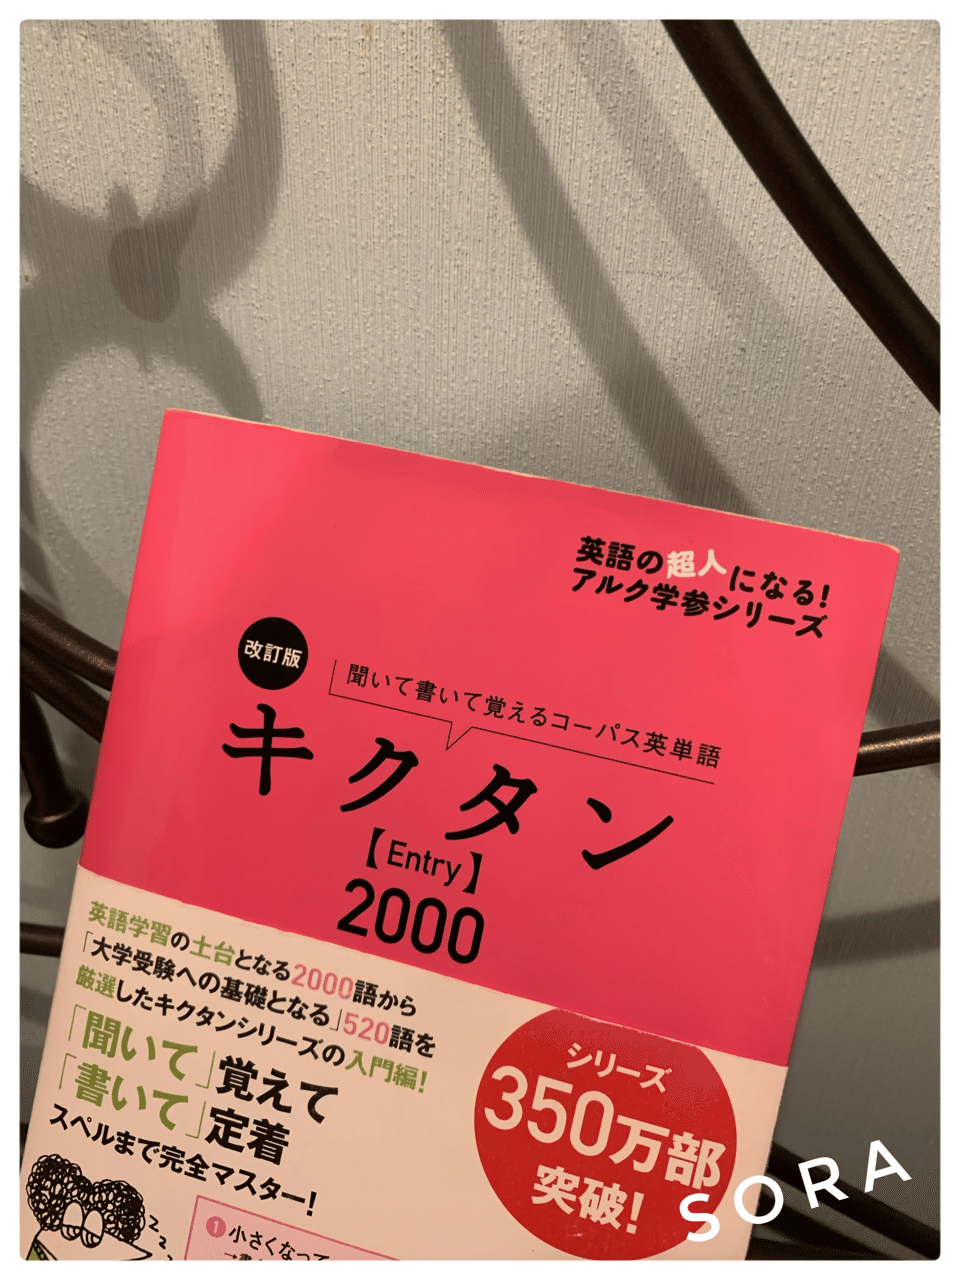 英語の超人になる!
アルク学参シリーズ
改訂版
聞いて書いて覚えるコーパス英単語
キクタン
【Entry】
2000
英語学習の土台となる2000語から
「大学受験への基礎となる」520語を
厳選したキクタンシリーズの入門編!
「聞いて」覚えて
「書いて」定着
スペルまで完全マスター!
シリーズ
350万部
突破!
zzz
❶ 小さくなって
SORA